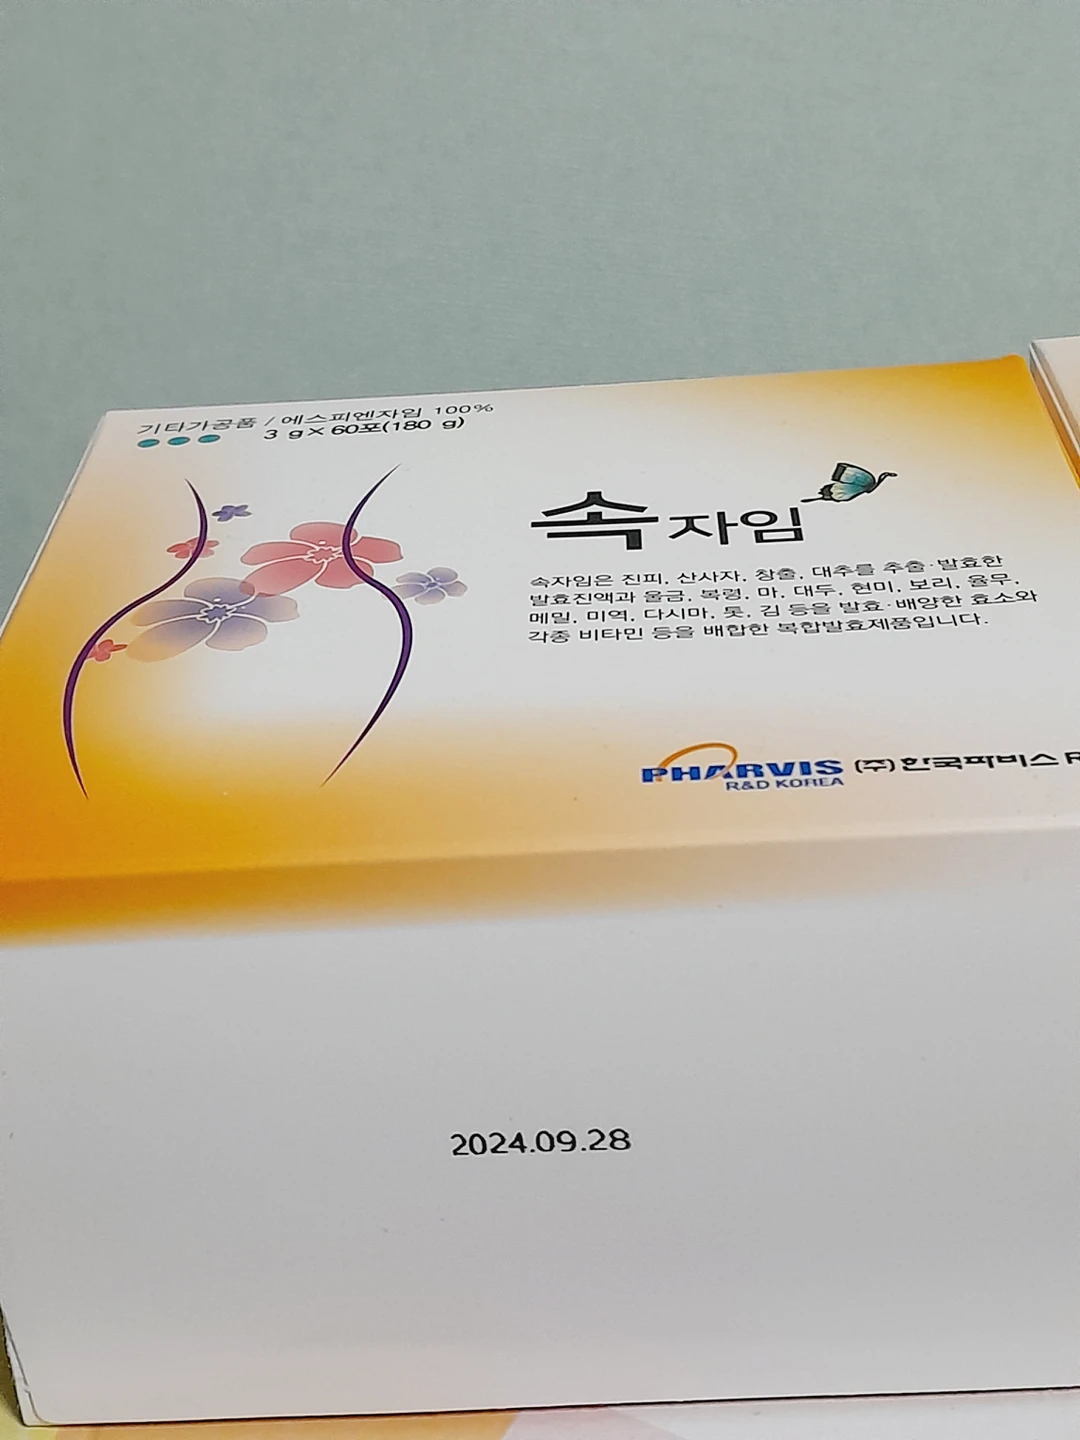 기타가공품 / 에스피엔자임 100%
3 g × 60포(180 g)
속자임
속자임은 진피, 산사자, 창출, 대추를 추출·발효한
발효진액과 울금, 복령, 마, 대두, 현미, 보리, 율무,
메밀, 미역, 다시마, 톳, 김 등을 발효·배양한 효소와
각종 비타민 등을 배합한 복합발효제품입니다.
PHARVIS (주)한국파비스 R
R&D KOREA
2024.09.28